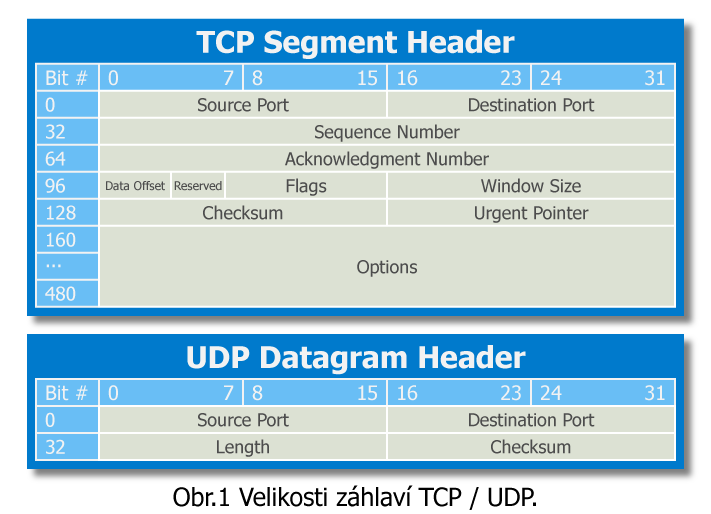 TCP Segment Header
Bit # 0 7 8 15 16 23 24 31
0 Source Port Destination Port
32 Sequence Number
64 Acknowledgment Number
96 Data Offset Reserved Flags Window Size
128 Checksum Urgent Pointer
160
... Options
480
UDP Datagram Header
Bit # 0 7 8 15 16 23 24 31
0 Source Port Destination Port
32 Length Checksum
Obr.1 Velikosti záhlaví TCP / UDP.